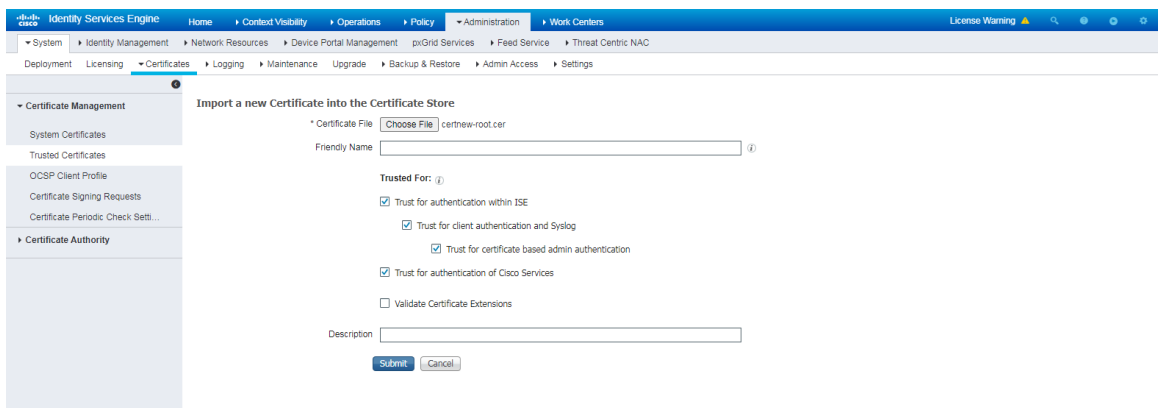 cisco Identity Services Engine Home Context Visibility Operations Policy Administration Work Centers License Warning
System Identity Management Network Resources Device Portal Management pxGrid Services Feed Service Threat Centric NAC
Deployment Licensing Certificates Logging Maintenance Upgrade Backup & Restore Admin Access Settings
Certificate Management
System Certificates
Trusted Certificates
OCSP Client Profile
Certificate Signing Requests
Certificate Periodic Check Setti...
Certificate Authority
Import a new Certificate into the Certificate Store
* Certificate File Choose File certnew-root.cer
Friendly Name
Trusted For:
Trust for authentication within ISE
Trust for client authentication and Syslog
Trust for certificate based admin authentication
Trust for authentication of Cisco Services
Validate Certificate Extensions
Description
Submit Cancel